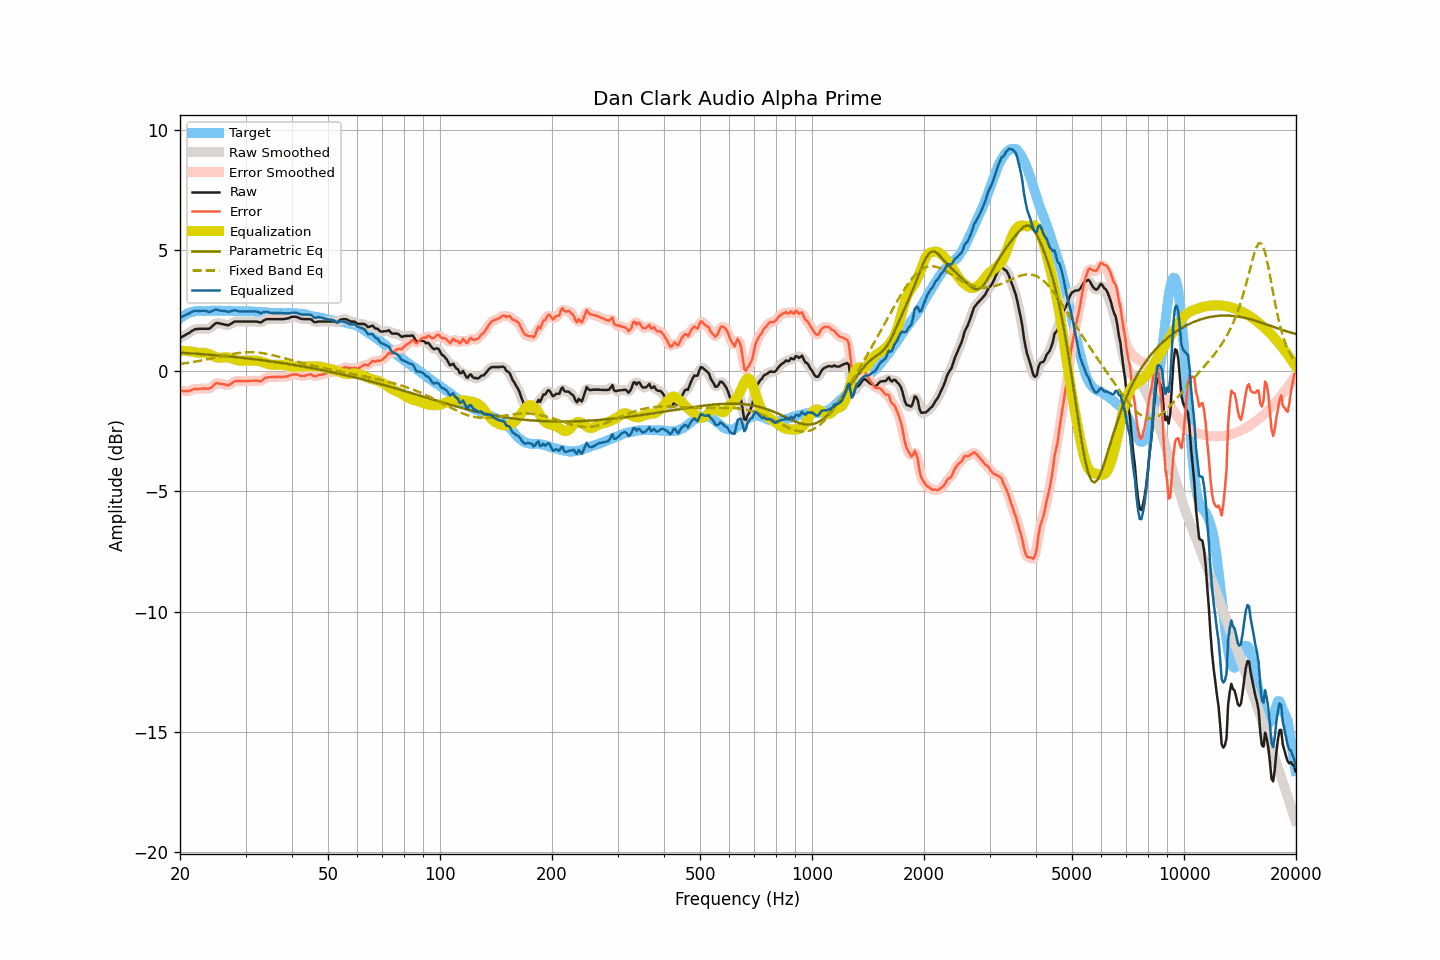 Dan Clark Audio Alpha Prime
Target
Raw Smoothed
Error Smoothed
Raw
Error
Equalization
Parametric Eq
Fixed Band Eq
Equalized
10
5
0
−5
−10
−15
−20
Amplitude (dBr)
20 50 100 200 500 1000 2000 5000 10000 20000
Frequency (Hz)